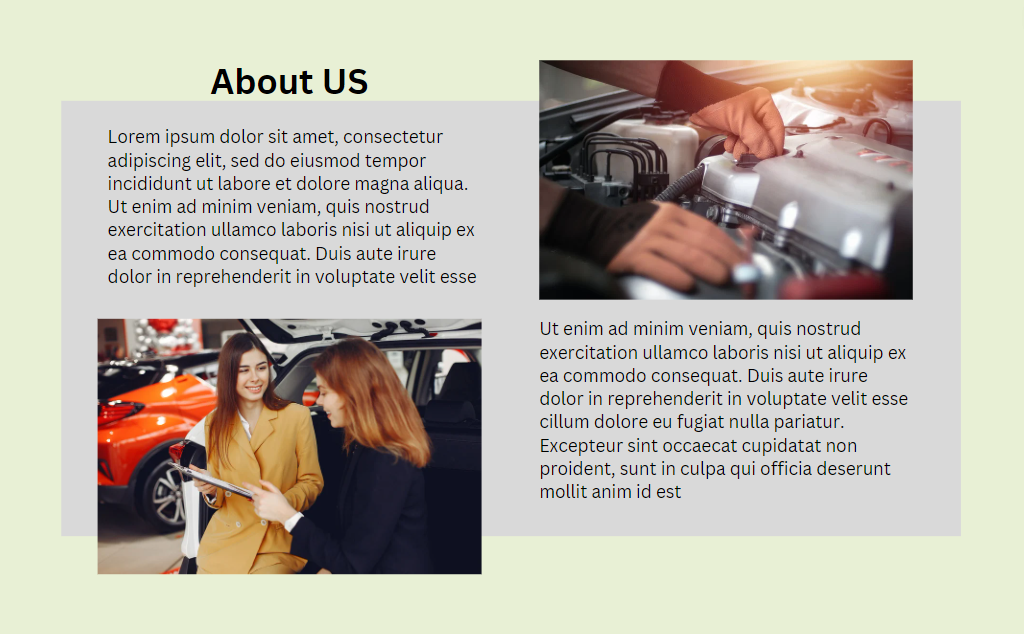 About US
Lorem ipsum dolor sit amet, consectetur
adipiscing elit, sed do eiusmod tempor
incididunt ut labore et dolore magna aliqua.
Ut enim ad minim veniam, quis nostrud
exercitation ullamco laboris nisi ut aliquip ex
ea commodo consequat. Duis aute irure
dolor in reprehenderit in voluptate velit esse
Ut enim ad minim veniam, quis nostrud
exercitation ullamco laboris nisi ut aliquip ex
ea commodo consequat. Duis aute irure
dolor in reprehenderit in voluptate velit esse
cillum dolore eu fugiat nulla pariatur.
Excepteur sint occaecat cupidatat non
proident, sunt in culpa qui officia deserunt
mollit anim id est